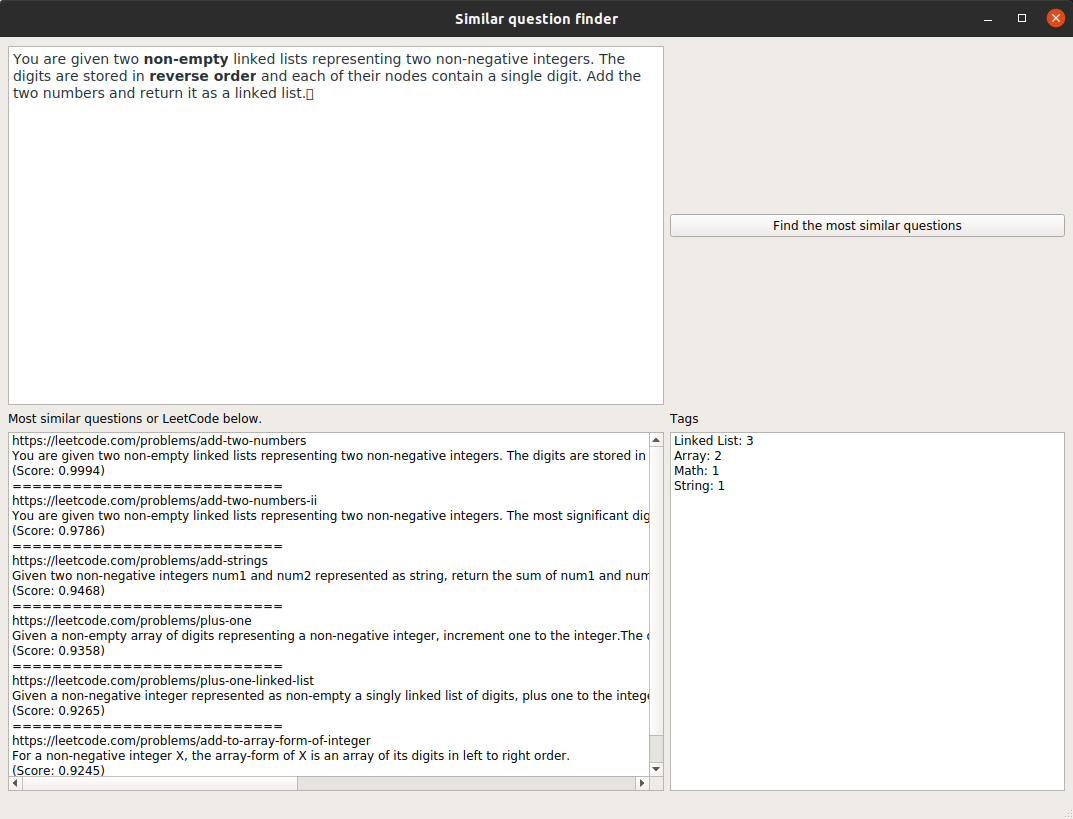 Similar question finder
You are given two non-empty linked lists representing two non-negative integers. The
digits are stored in reverse order and each of their nodes contain a single digit. Add the
two numbers and return it as a linked list.
Find the most similar questions
Most similar questions or LeetCode below.
https://leetcode.com/problems/add-two-numbers
You are given two non-empty linked lists representing two non-negative integers. The digits are stored in
(Score: 0.9994)
===========================
https://leetcode.com/problems/add-two-numbers-ii
You are given two non-empty linked lists representing two non-negative integers. The most significant dig
(Score: 0.9786)
===========================
https://leetcode.com/problems/add-strings
Given two non-negative integers num1 and num2 represented as string, return the sum of num1 and num
(Score: 0.9468)
===========================
https://leetcode.com/problems/plus-one
Given a non-empty array of digits representing a non-negative integer, increment one to the integer.The
(Score: 0.9358)
===========================
https://leetcode.com/problems/plus-one-linked-list
Given a non-negative integer represented as non-empty a singly linked list of digits, plus one to the intege
(Score: 0.9265)
===========================
https://leetcode.com/problems/add-to-array-form-of-integer
For a non-negative integer X, the array-form of X is an array of its digits in left to right order.
(Score: 0.9245)
Tags
Linked List: 3
Array: 2
Math: 1
String: 1